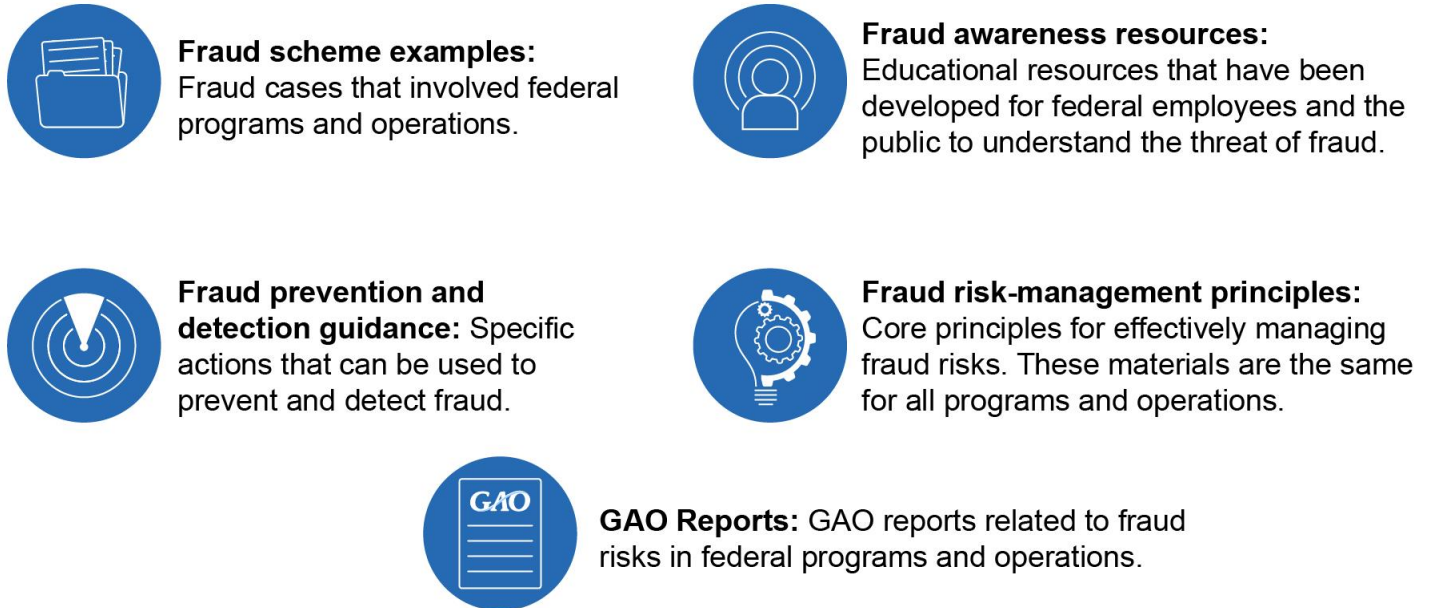 Fraud scheme examples:
Fraud cases that involved federal
programs and operations.
Fraud awareness resources:
Educational resources that have been
developed for federal employees and the
public to understand the threat of fraud.
Fraud prevention and
detection guidance: Specific
actions that can be used to
prevent and detect fraud.
Fraud risk-management principles:
Core principles for effectively managing
fraud risks. These materials are the same
for all programs and operations.
GAO
GAO Reports: GAO reports related to fraud
risks in federal programs and operations.